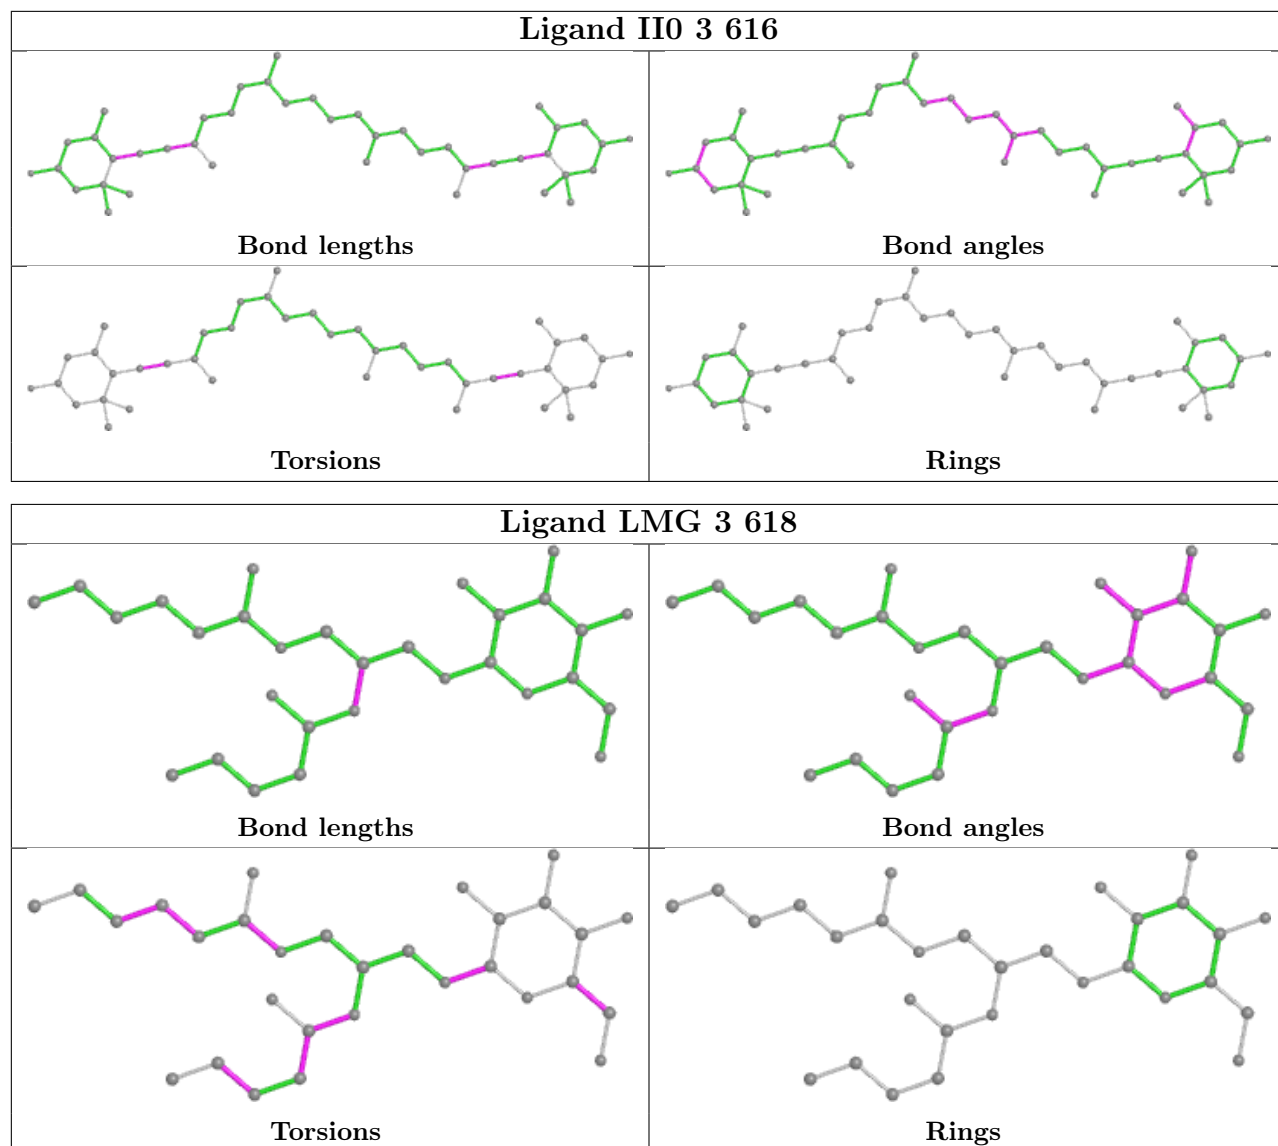 Ligand II0 3 616
Bond lengths
Bond angles
Torsions
Rings
Ligand LMG 3 618
Bond lengths
Bond angles
Torsions
Rings